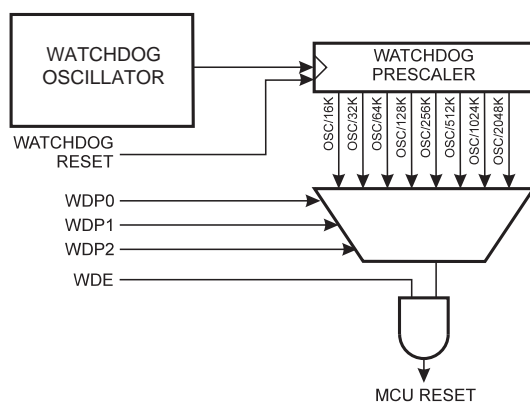 WATCHDOG
OSCILLATOR
WATCHDOG
PRESCALER
WATCHDOG
RESET
OSC/16K
OSC/32K
OSC/64K
OSC/128K
OSC/256K
OSC/512K
OSC/1024K
OSC/2048K
WDP0
WDP1
WDP2
WDE
MCU RESET